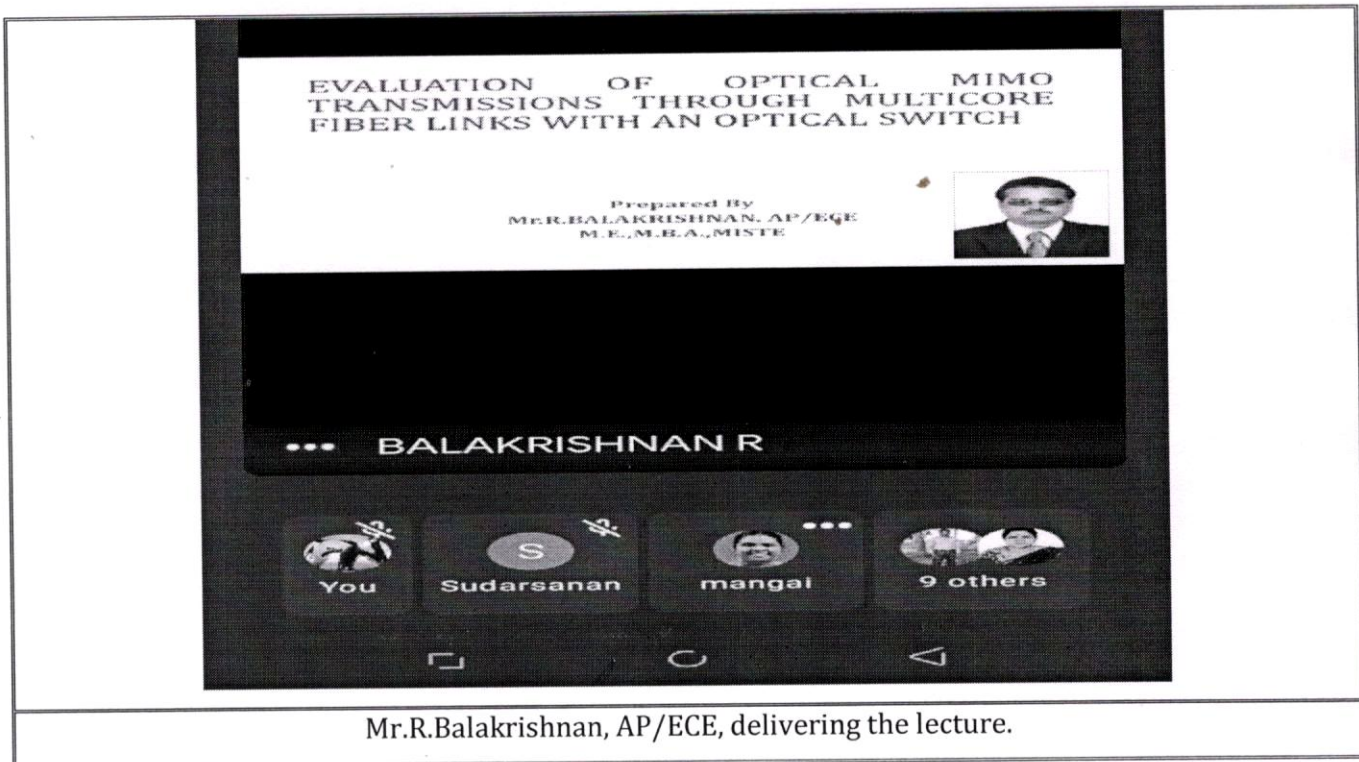 EVALUATION OF OPTICAL MIMO
TRANSMISSIONS THROUGH MULTICORE
FIBER LINKS WITH AN OPTICAL SWITCH
Prepared By
Mr.R.BALAKRISHNAN, AP/ECE
M.E.,M.B.A.,MISTE
BALAKRISHNAN R
S
You
Sudarsanan
mangai
9 others
Mr.R.Balakrishnan, AP/ECE, delivering the lecture.